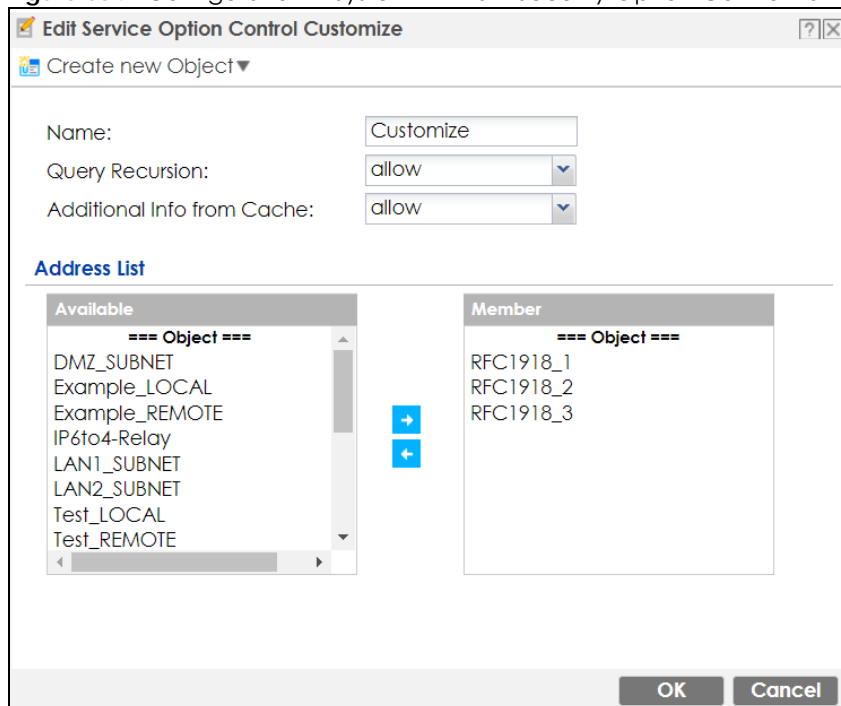 Edit Service Option Control Customize
Create new Object
Name: Customize
Query Recursion: allow
Additional Info from Cache: allow
Address List
Available
=== Object ===
DMZ_SUBNET
Example_LOCAL
Example_REMOTE
IP6to4-Relay
LAN1_SUBNET
LAN2_SUBNET
Test_LOCAL
Test_REMOTE
Member
=== Object ===
RFC1918_1
RFC1918_2
RFC1918_3
OK Cancel